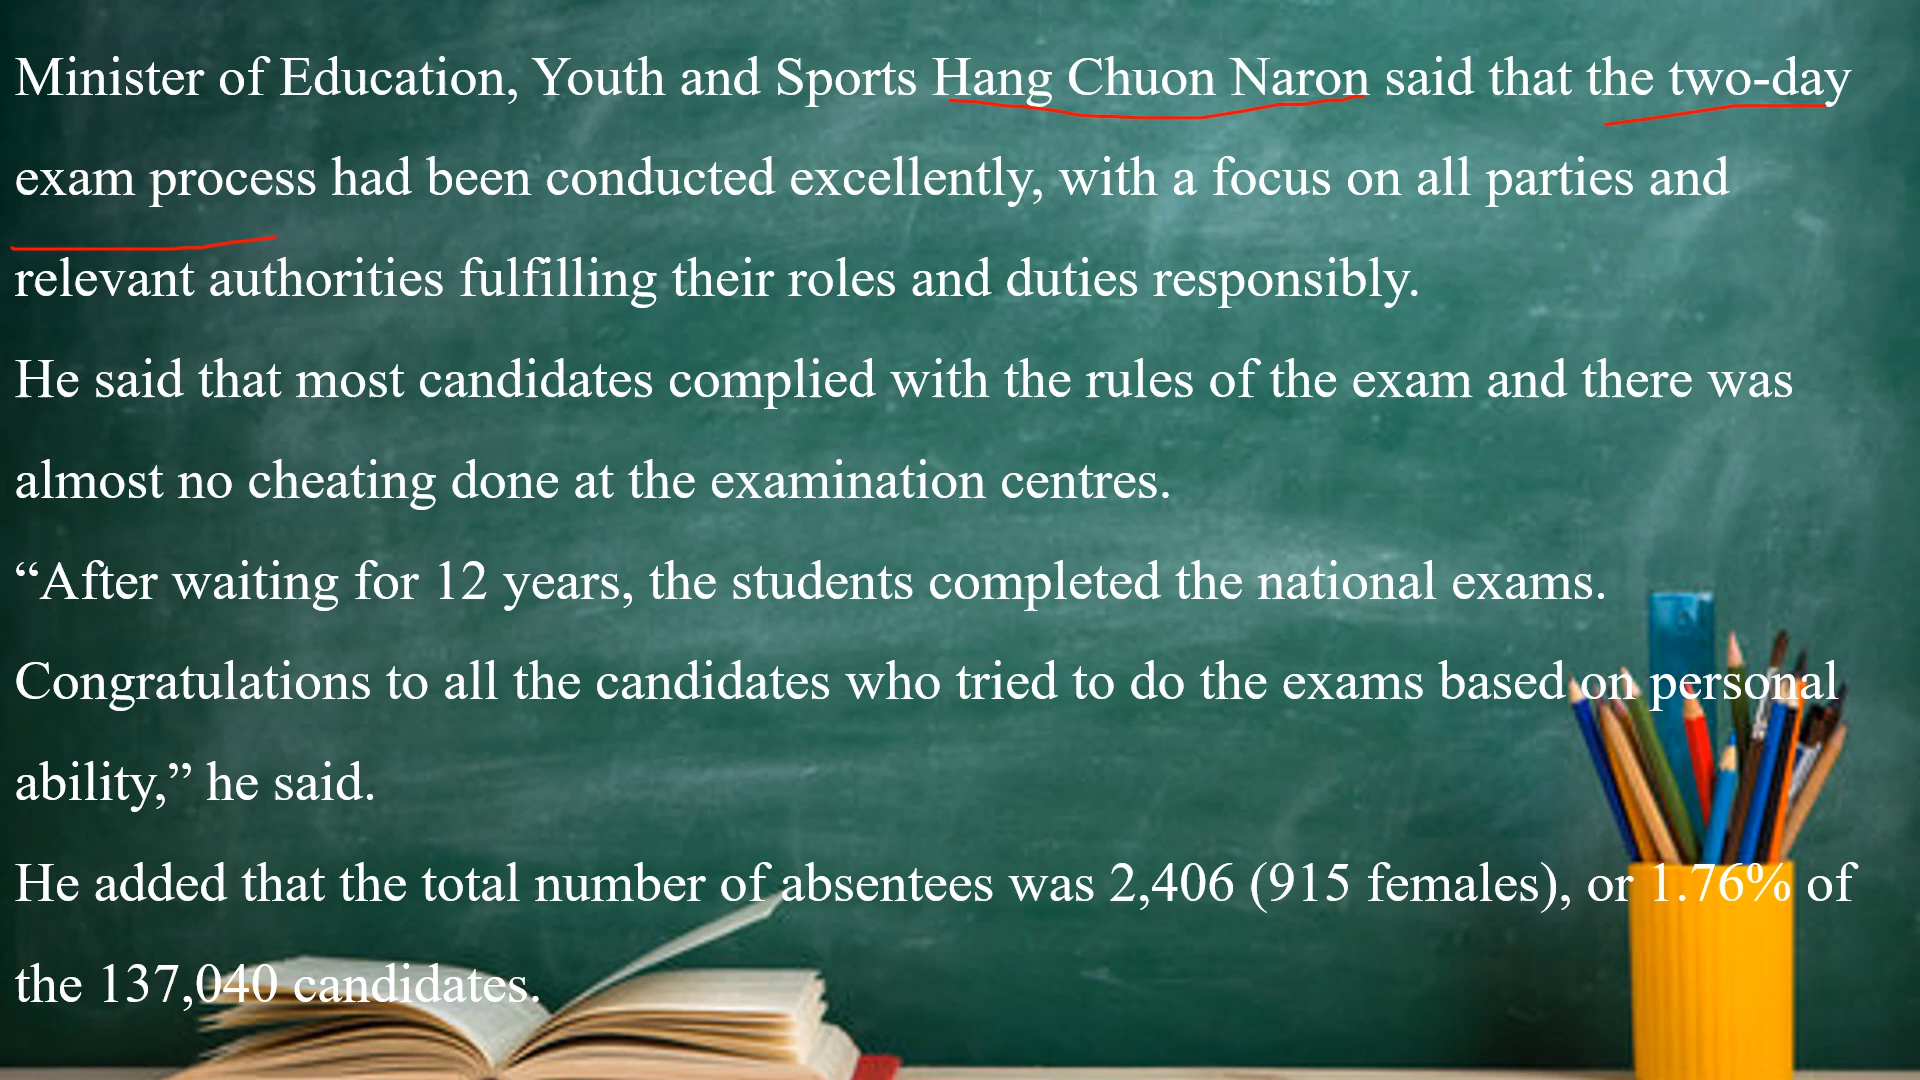 Minister of Education, Youth and Sports Hang Chuon Naron said that the two-day
exam process had been conducted excellently, with a focus on all parties and
relevant authorities fulfilling their roles and duties responsibly.
He said that most candidates complied with the rules of the exam and there was
almost no cheating done at the examination centres.
“After waiting for 12 years, the students completed the national exams.
Congratulations to all the candidates who tried to do the exams based on personal
ability,” he said.
He added that the total number of absentees was 2,406 (915 females), or 1.76% of
the 137,040 candidates.